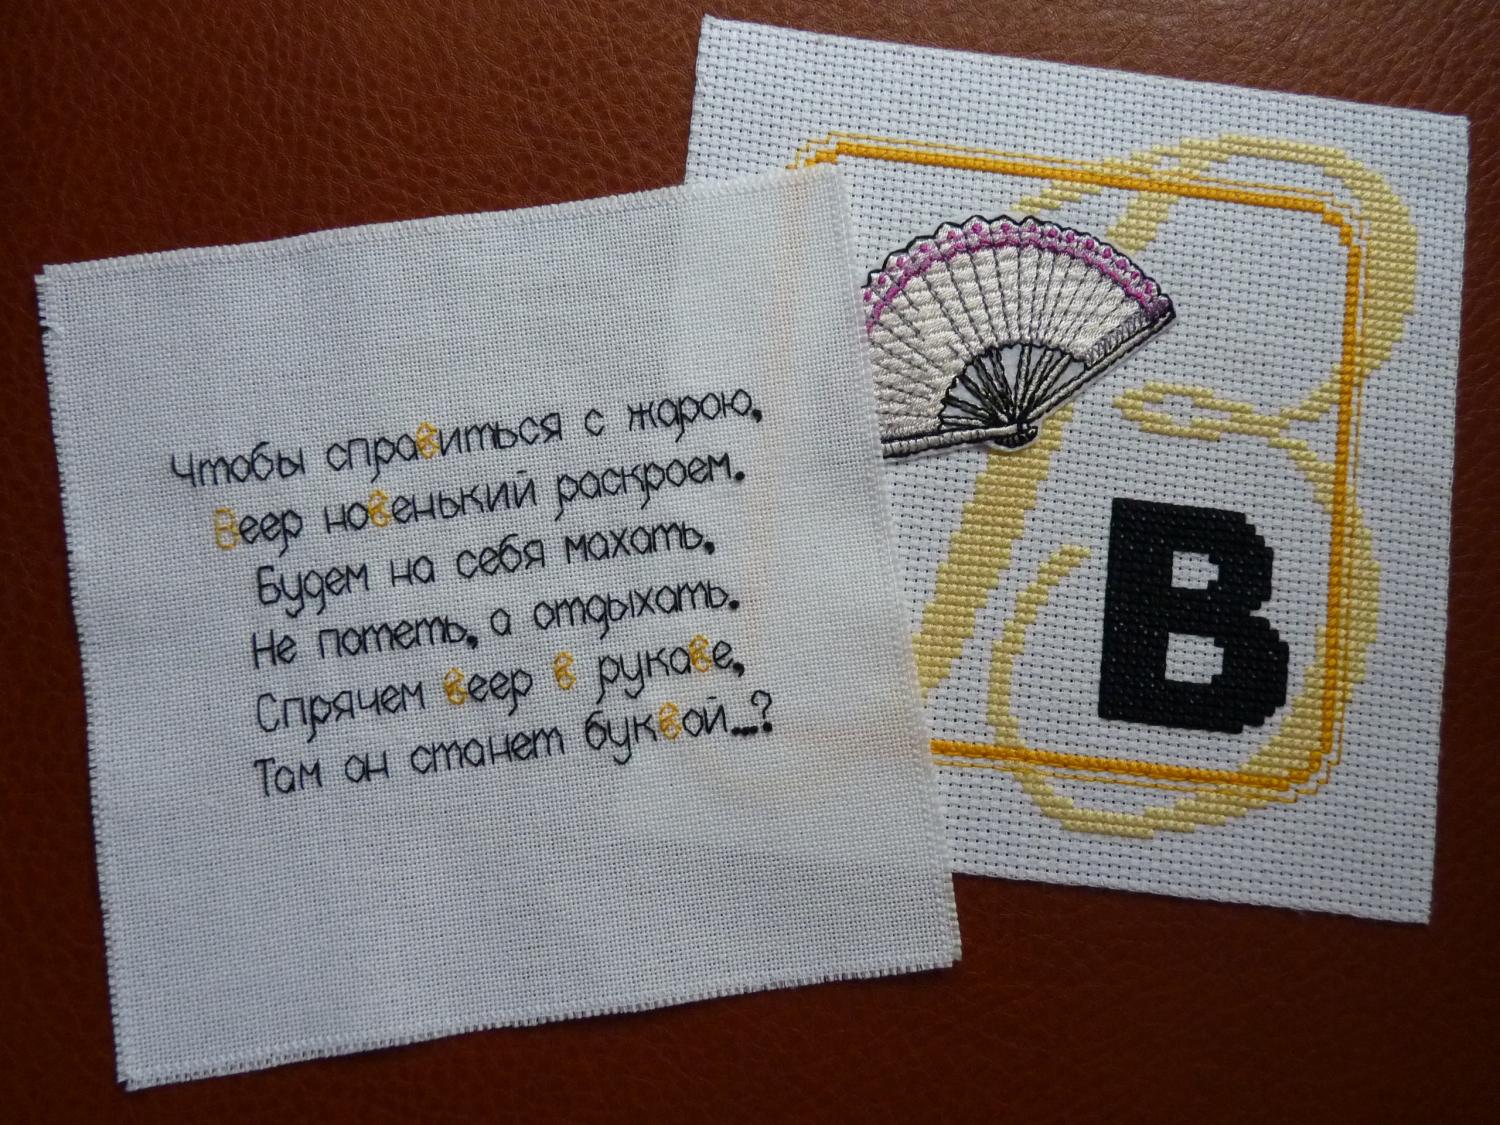 Чтобы справиться с жарою,
Веер новенький раскроем.
Будем на себя махать,
Не потеть, а отдыхать.
Спрячем веер в рукаве,
Там он станет буквой...?
В